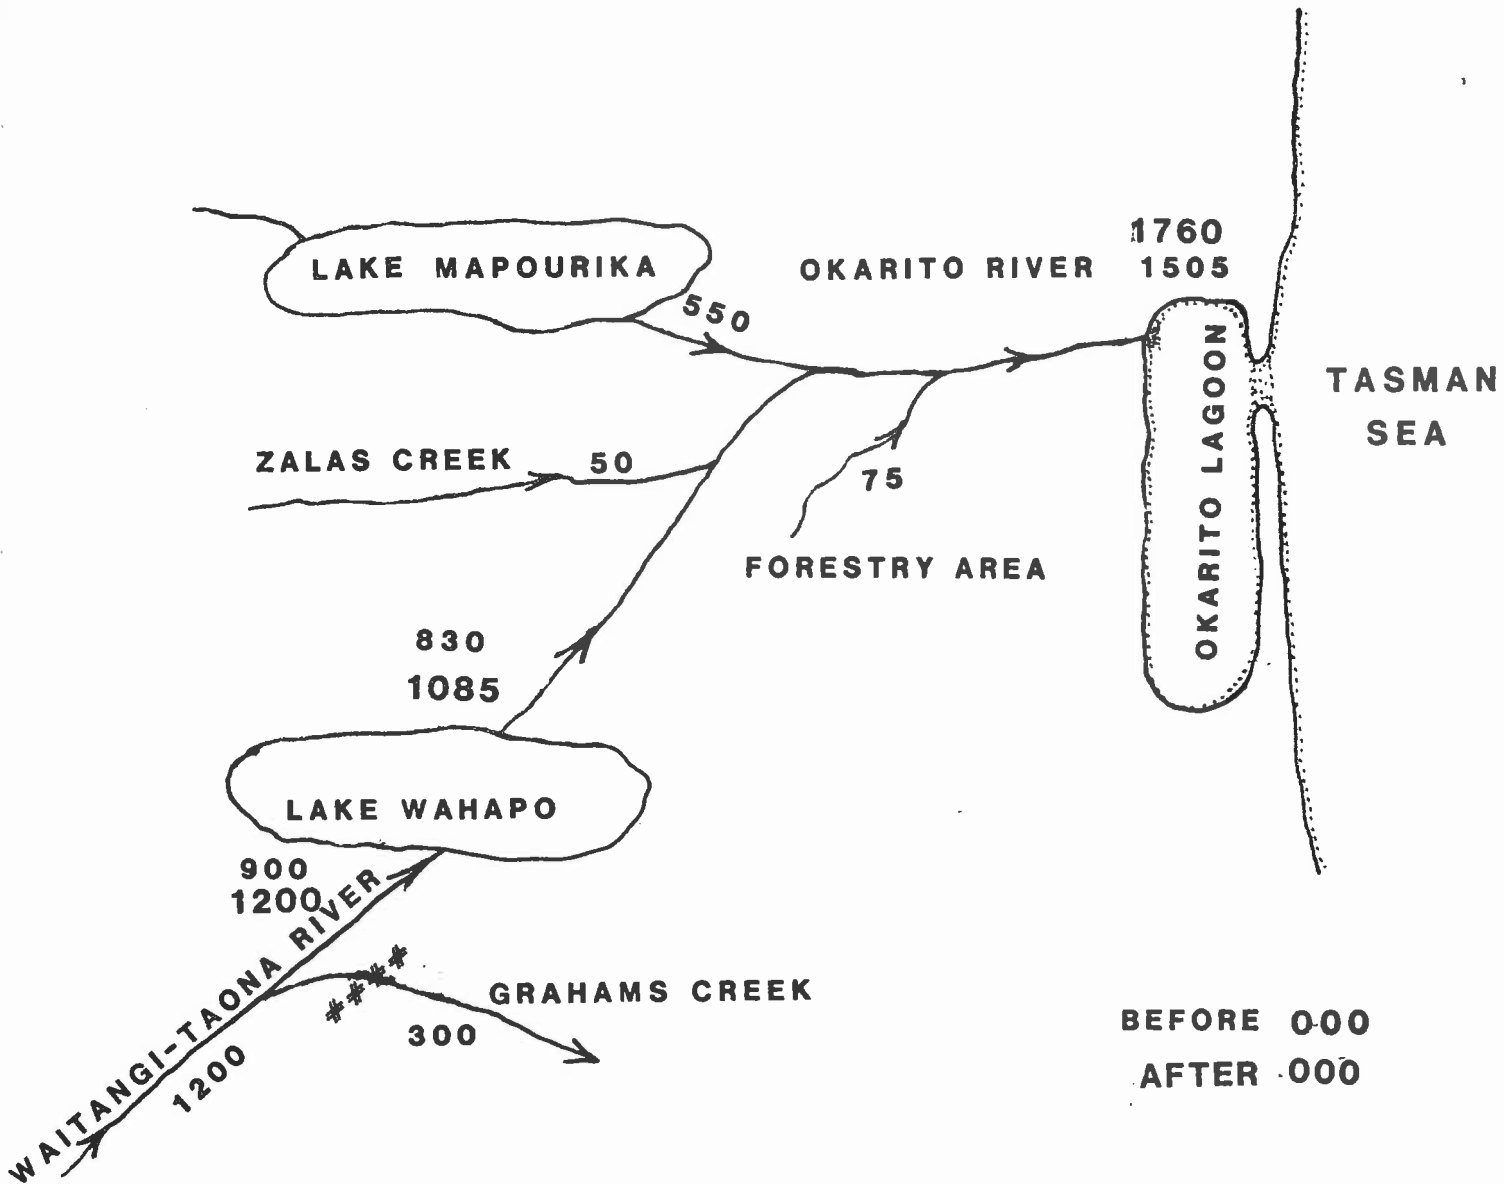 1760
LAKE MAPOURIKA
OKARITO RIVER 1505
550
TASMAN
SEA
OKARITO LAGOON
ZALAS CREEK 50
75
FORESTRY AREA
830
1085
LAKE WAHAPO
900
1200
WAITANGI-TAONA RIVER
1200
####
GRAHAMS CREEK
300
BEFORE 000
AFTER 000